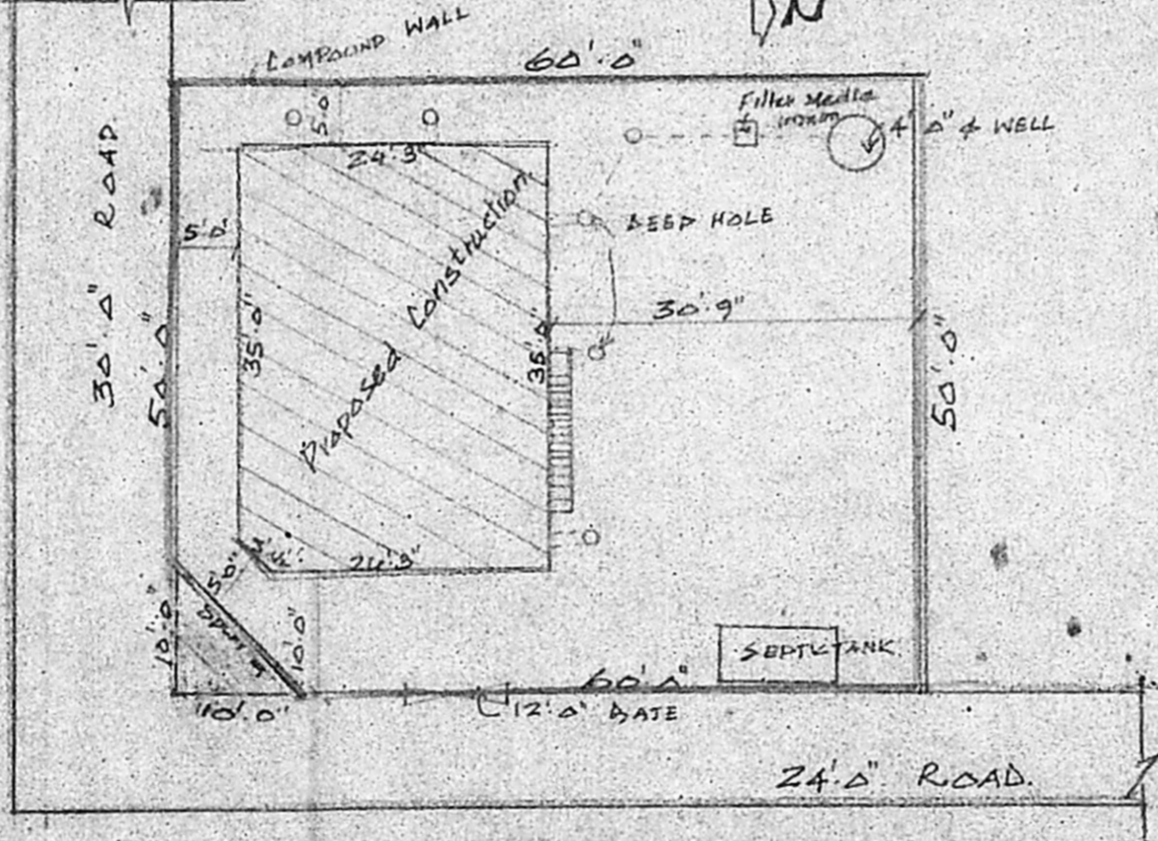 N
COMPOUND WALL
60'.0"
5'.0"
Filter Media
4'.0" ϕ WELL
24'.3"
30'.0" ROAD.
5'.0"
DEEP HOLE
Proposed Construction
30'.9"
35'.0"
35'.0"
50'.0"
50'.0"
5'.0"
10'.0"
10'.0"
SEPTIC TANK
60'.0"
10'.0"
12'.0" GATE
24'.0" ROAD.